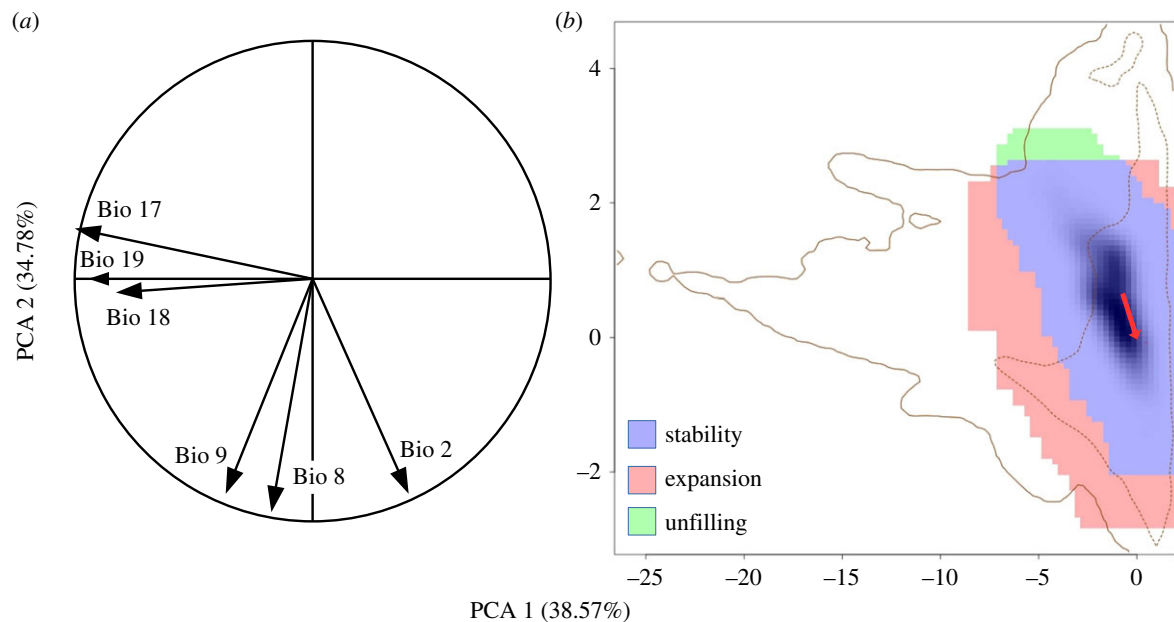 (a)
Bio 17
Bio 19
Bio 18
Bio 9
Bio 8
Bio 2
PCA 2 (34.78%)
(b)
4
2
0
–2
stability
expansion
unfilling
–25 –20 –15 –10 –5 0
PCA 1 (38.57%)